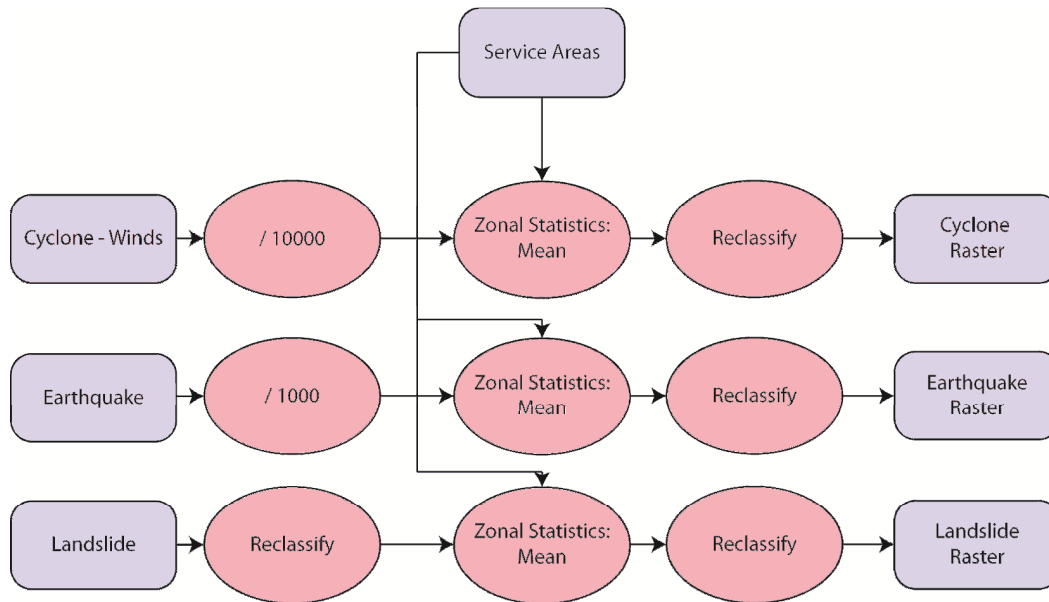 Service Areas
Cyclone - Winds
/ 10000
Zonal Statistics:
Mean
Reclassify
Cyclone
Raster
Earthquake
/ 1000
Zonal Statistics:
Mean
Reclassify
Earthquake
Raster
Landslide
Reclassify
Zonal Statistics:
Mean
Reclassify
Landslide
Raster